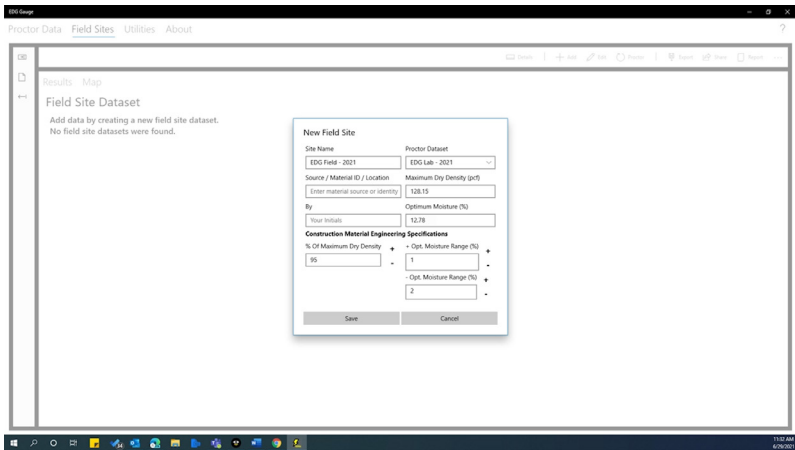 EDG Gauge
Proctor Data Field Sites Utilities About ?
Results Map
Field Site Dataset
Add data by creating a new field site dataset.
No field site datasets were found.
New Field Site
Site Name Proctor Dataset
EDG Field - 2021 EDG Lab - 2021
Source / Material ID / Location Maximum Dry Density (pcf)
Enter material source or identity 128.15
By Optimum Moisture (%)
Your Initials 12.78
Construction Material Engineering Specifications
% Of Maximum Dry Density + + Opt. Moisture Range (%) +
95 - 1 -
- Opt. Moisture Range (%) +
2 -
Save Cancel
11:02 AM
6/29/2021